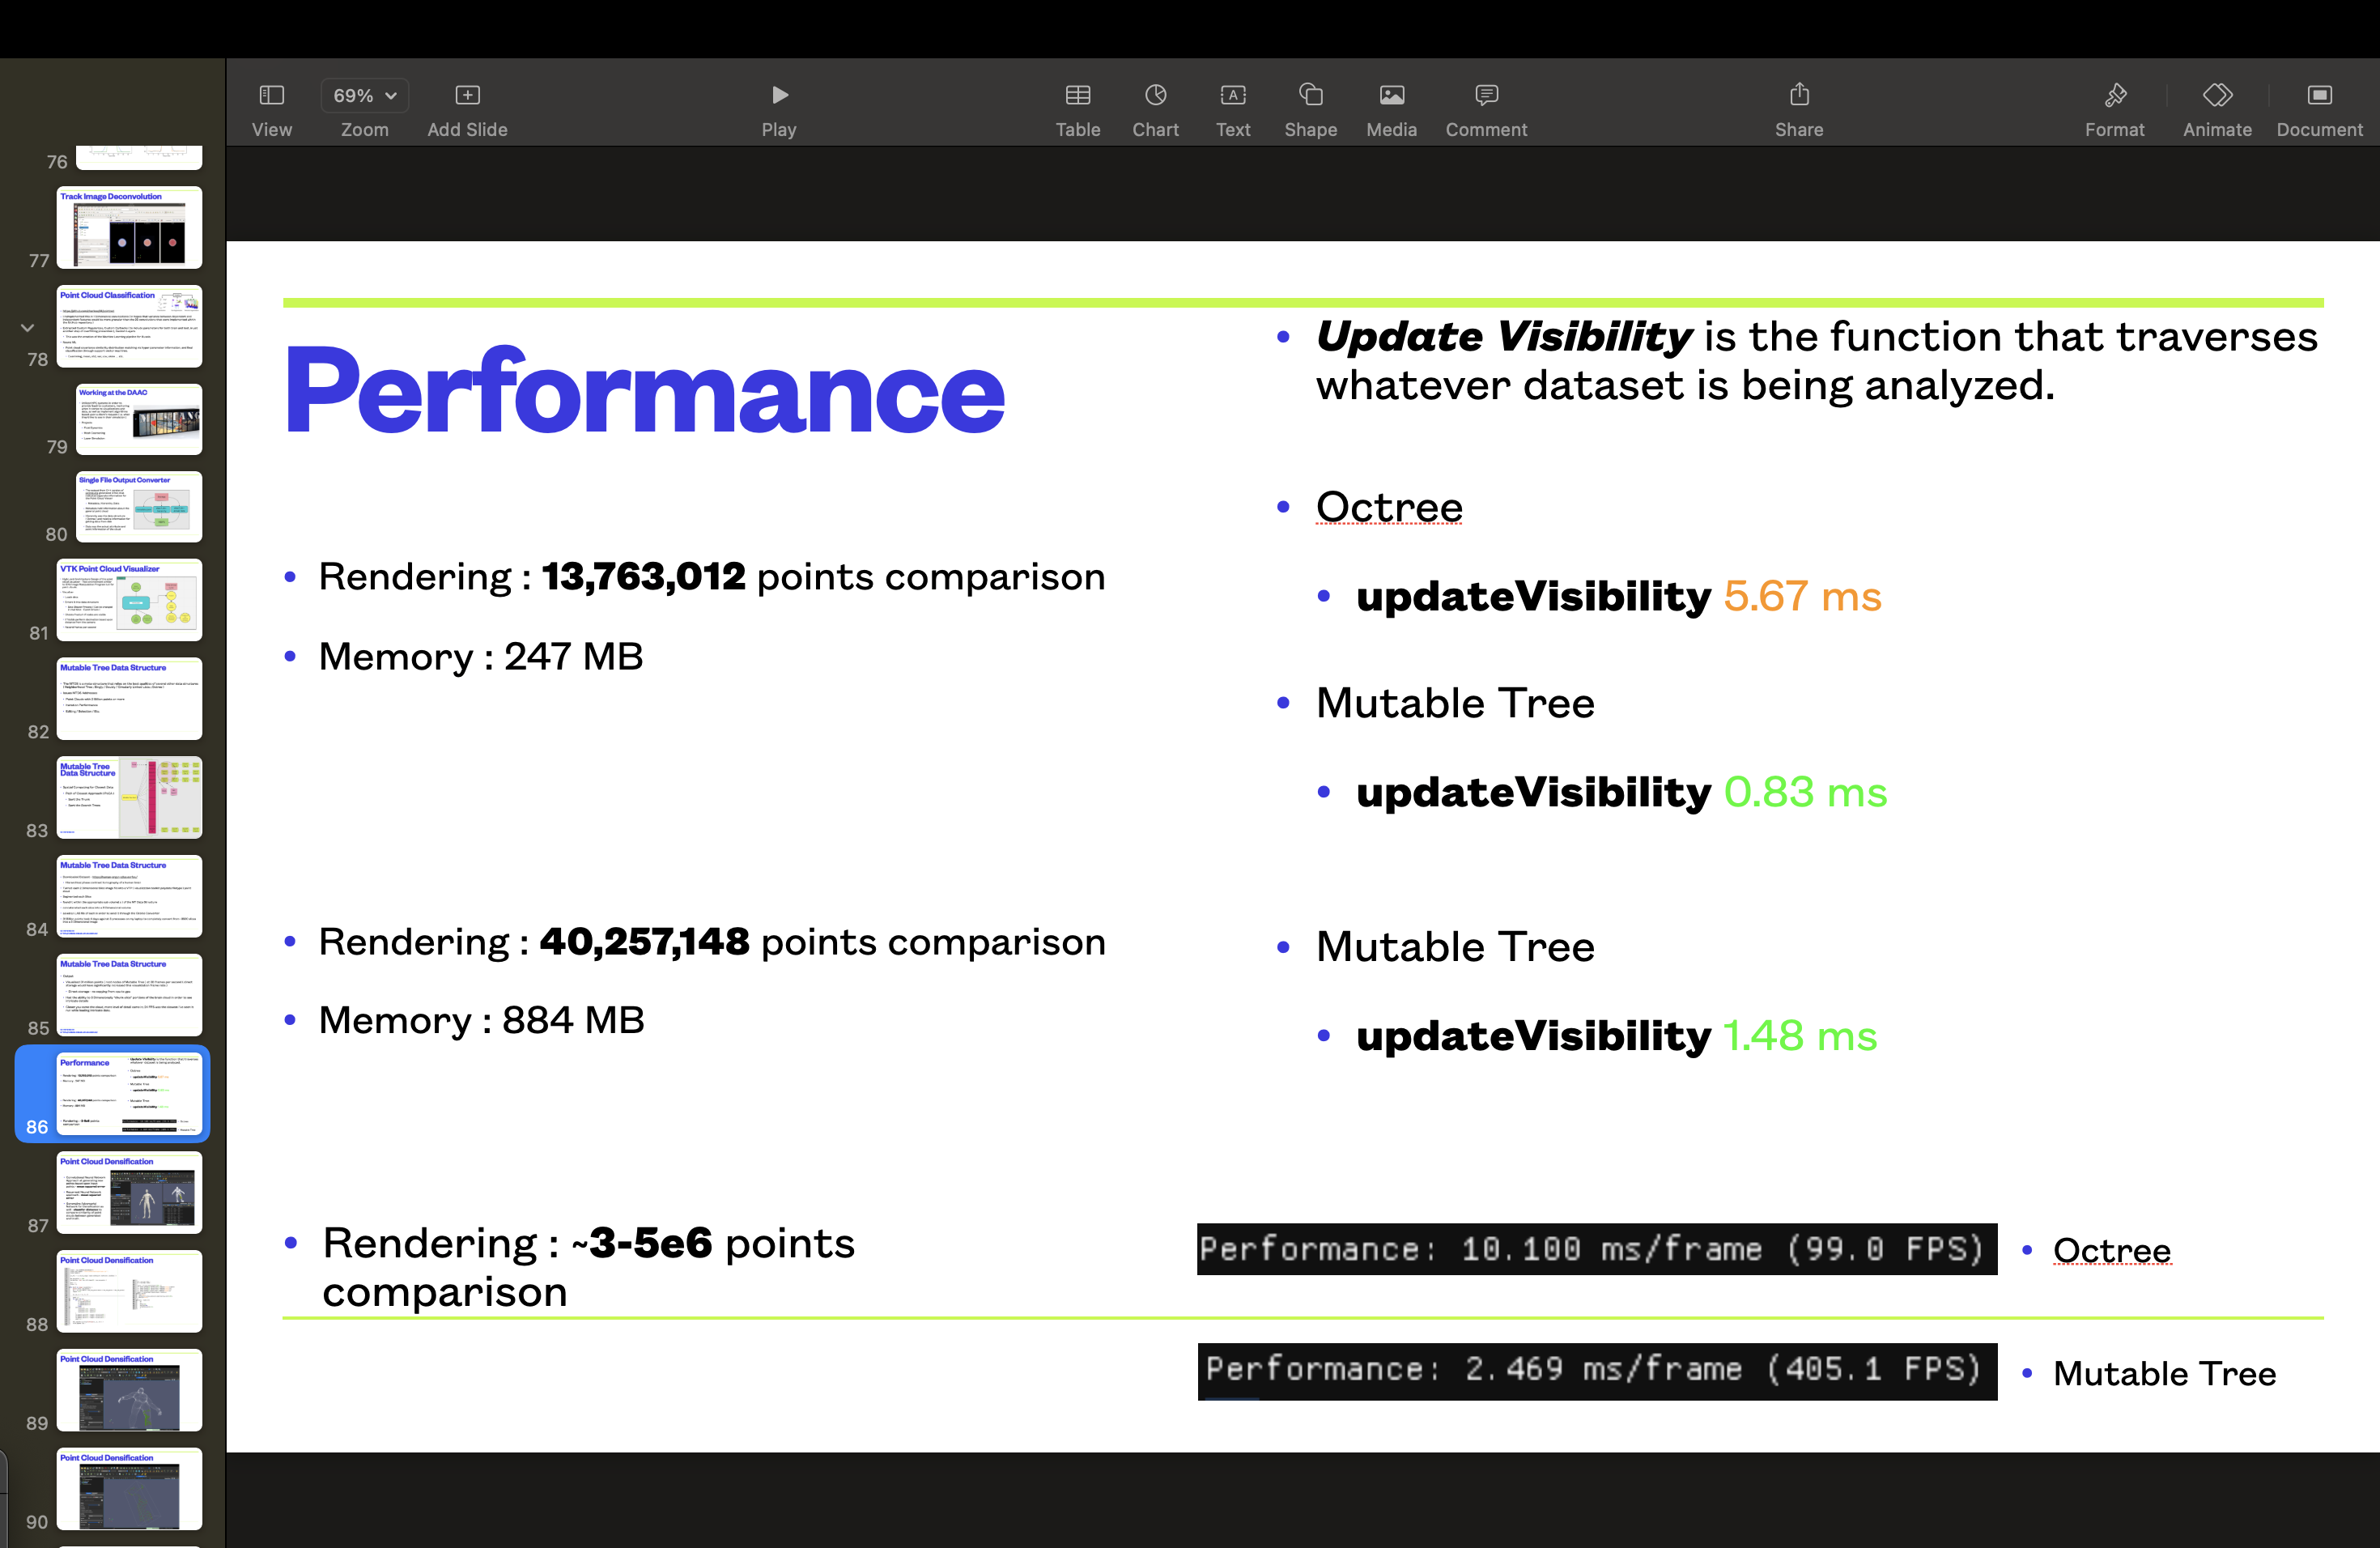 69%
View
Zoom
Add Slide
Play
Table
Chart
Text
Shape
Media
Comment
Share
Format
Animate
Document
76
Track Image Deconvolution
77
Point Cloud Classification
78
Working at the DAAC
79
Single File Output Converter
80
VTK Point Cloud Visualizer
81
Mutable Tree Data Structure
82
Mutable Tree
Data Structure
83
Mutable Tree Data Structure
84
Mutable Tree Data Structure
85
Performance
86
Point Cloud Densification
87
Point Cloud Densification
88
Point Cloud Densification
89
Point Cloud Densification
90
Performance
• Rendering : 13,763,012 points comparison
• Memory : 247 MB
• Rendering : 40,257,148 points comparison
• Memory : 884 MB
• Rendering : ~3-5e6 points
comparison
• Update Visibility is the function that traverses
whatever dataset is being analyzed.
• Octree
• updateVisibility 5.67 ms
• Mutable Tree
• updateVisibility 0.83 ms
• Mutable Tree
• updateVisibility 1.48 ms
Performance: 10.100 ms/frame (99.0 FPS)
• Octree
Performance: 2.469 ms/frame (405.1 FPS)
• Mutable Tree